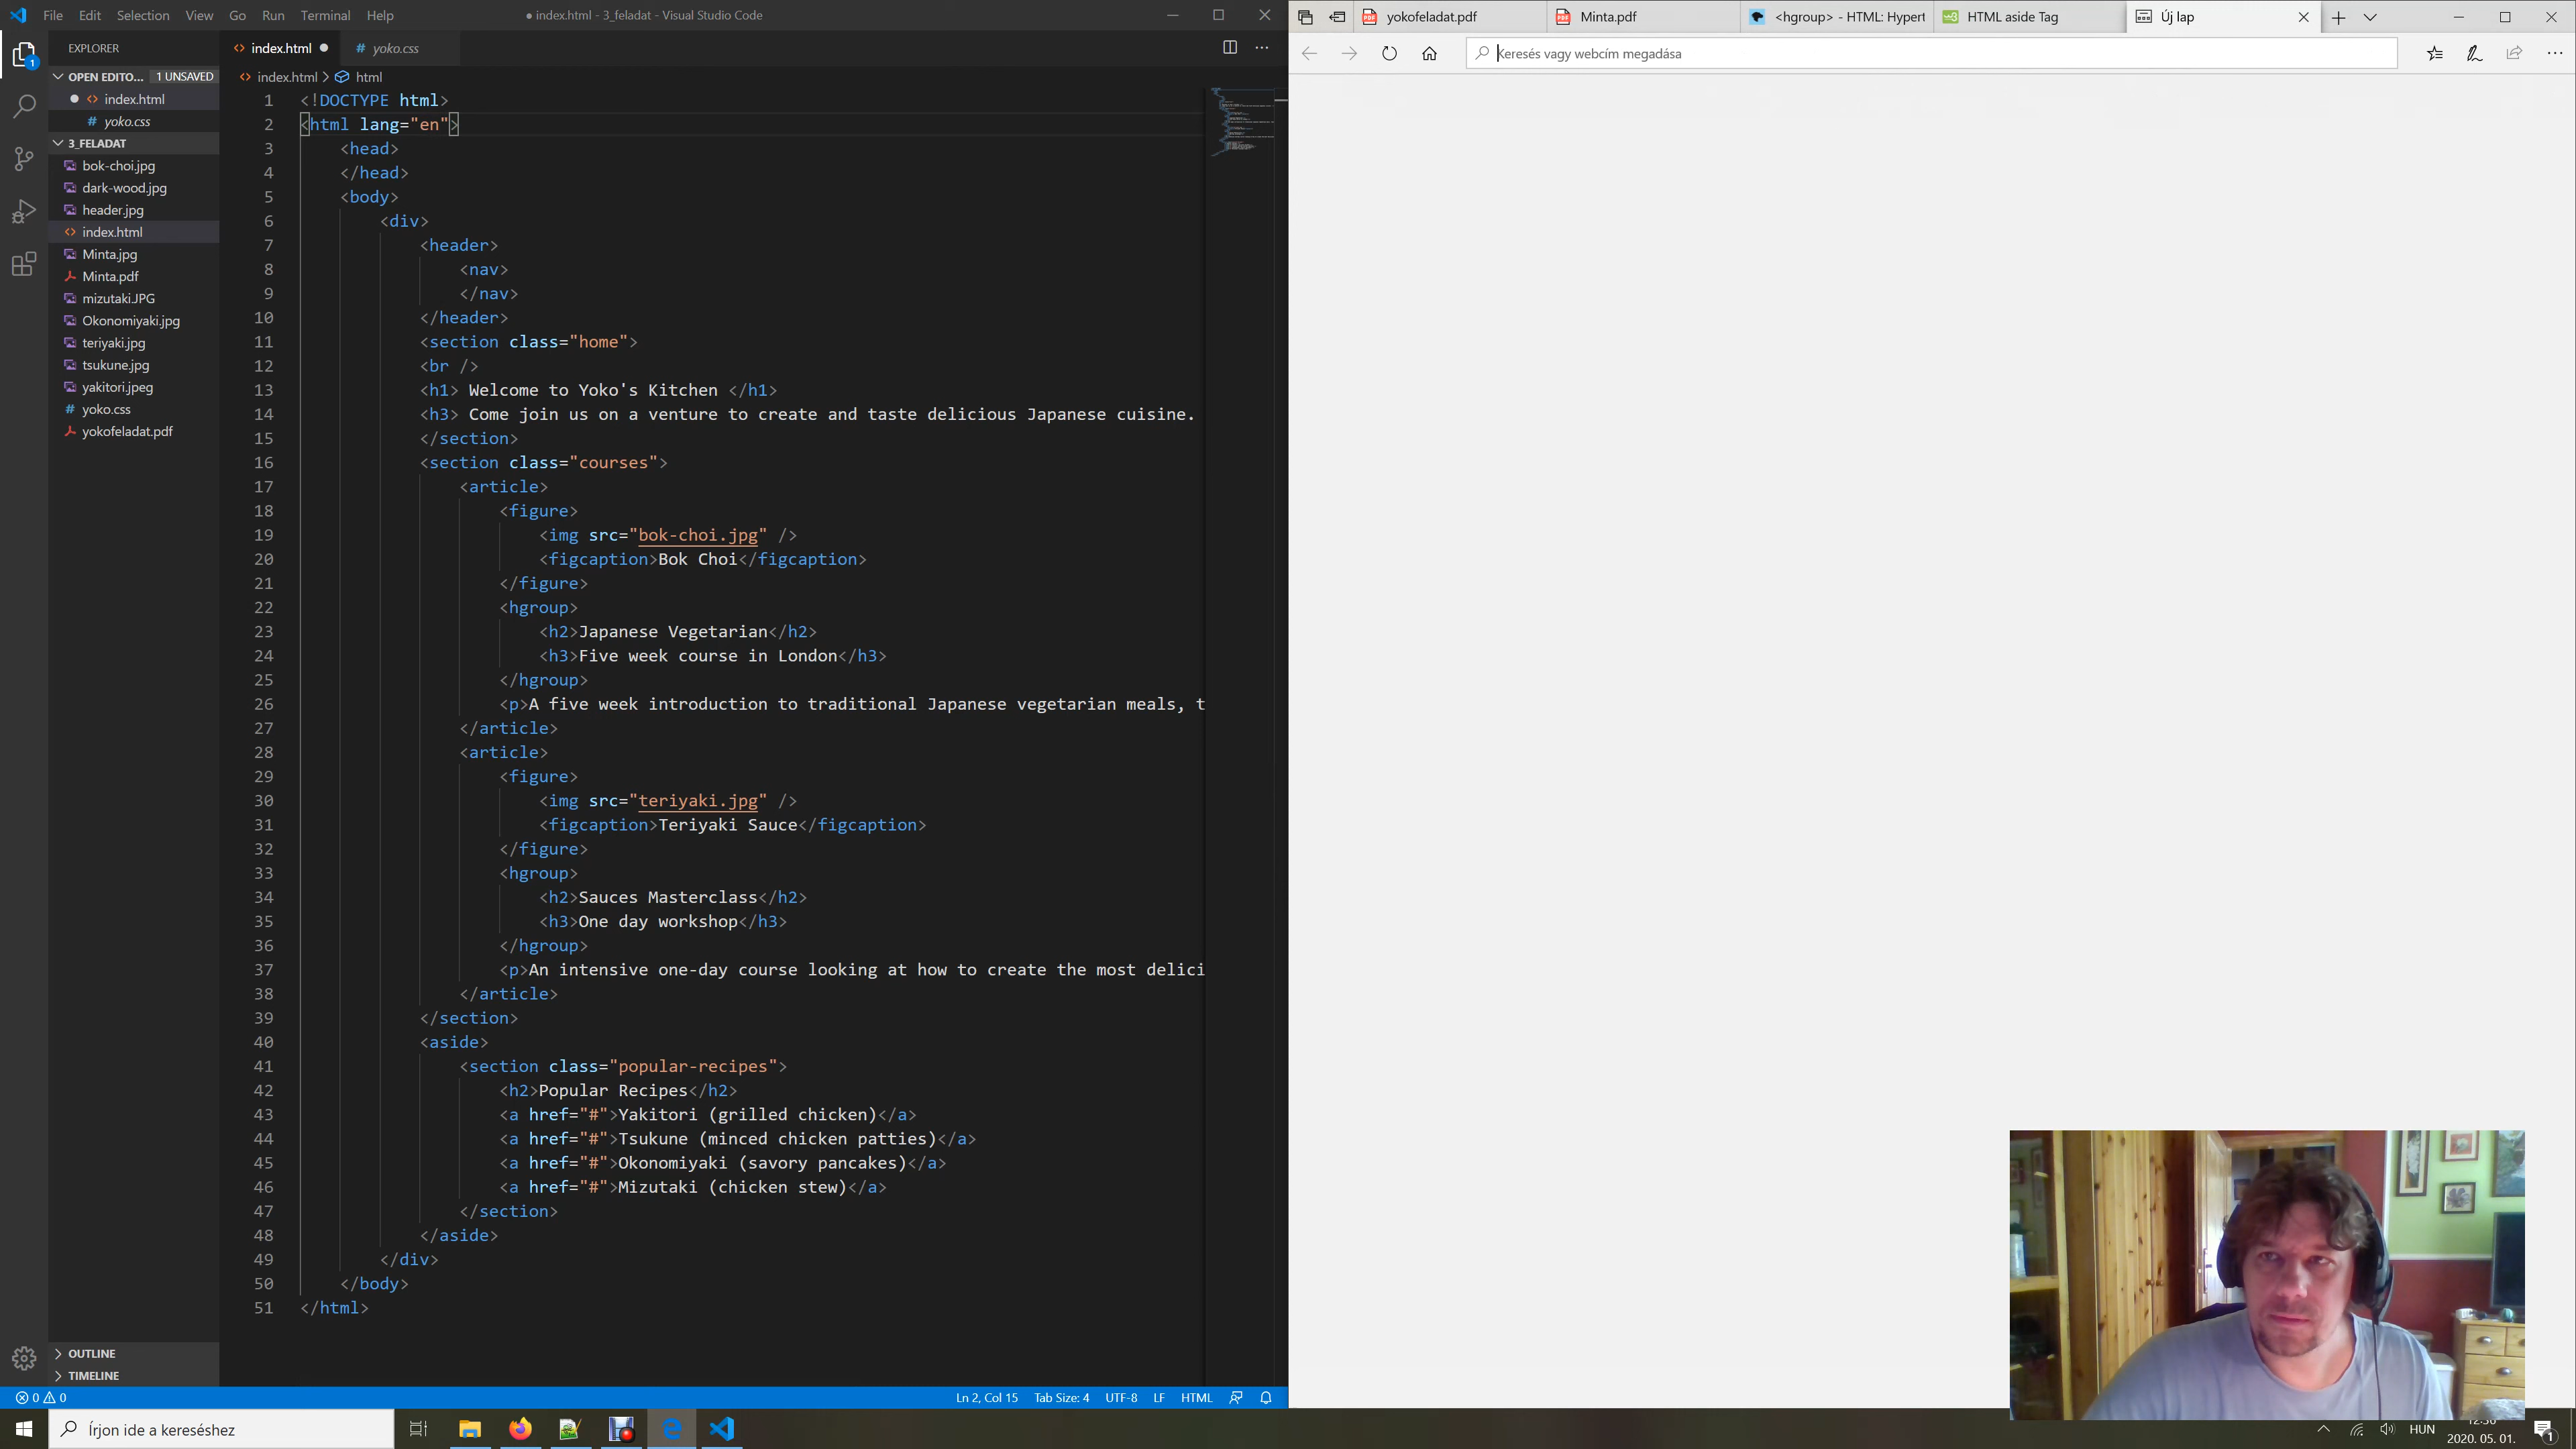 File Edit Selection View Go Run Terminal Help
● index.html - 3_feladat - Visual Studio Code
yokofeladat.pdf
Minta.pdf
<hgroup> - HTML: Hypert
HTML aside Tag
Új lap
Keresés vagy webcím megadása
EXPLORER
OPEN EDITO... 1 UNSAVED
index.html
yoko.css
3_FELADAT
bok-choi.jpg
dark-wood.jpg
header.jpg
index.html
Minta.jpg
Minta.pdf
mizutaki.JPG
Okonomiyaki.jpg
teriyaki.jpg
tsukune.jpg
yakitori.jpeg
yoko.css
yokofeladat.pdf
OUTLINE
TIMELINE
index.html ●
yoko.css
index.html > html
1 <!DOCTYPE html>
2 <html lang="en">
3 <head>
4 </head>
5 <body>
6 <div>
7 <header>
8 <nav>
9 </nav>
10 </header>
11 <section class="home">
12 <br />
13 <h1> Welcome to Yoko's Kitchen </h1>
14 <h3> Come join us on a venture to create and taste delicious Japanese cuisine.
15 </section>
16 <section class="courses">
17 <article>
18 <figure>
19 <img src="bok-choi.jpg" />
20 <figcaption>Bok Choi</figcaption>
21 </figure>
22 <hgroup>
23 <h2>Japanese Vegetarian</h2>
24 <h3>Five week course in London</h3>
25 </hgroup>
26 <p>A five week introduction to traditional Japanese vegetarian meals, t
27 </article>
28 <article>
29 <figure>
30 <img src="teriyaki.jpg" />
31 <figcaption>Teriyaki Sauce</figcaption>
32 </figure>
33 <hgroup>
34 <h2>Sauces Masterclass</h2>
35 <h3>One day workshop</h3>
36 </hgroup>
37 <p>An intensive one-day course looking at how to create the most delici
38 </article>
39 </section>
40 <aside>
41 <section class="popular-recipes">
42 <h2>Popular Recipes</h2>
43 <a href="#">Yakitori (grilled chicken)</a>
44 <a href="#">Tsukune (minced chicken patties)</a>
45 <a href="#">Okonomiyaki (savory pancakes)</a>
46 <a href="#">Mizutaki (chicken stew)</a>
47 </section>
48 </aside>
49 </div>
50 </body>
51 </html>
0 0
Ln 2, Col 15 Tab Size: 4 UTF-8 LF HTML
Írjon ide a kereséshez
HUN
2020. 05. 01.
1